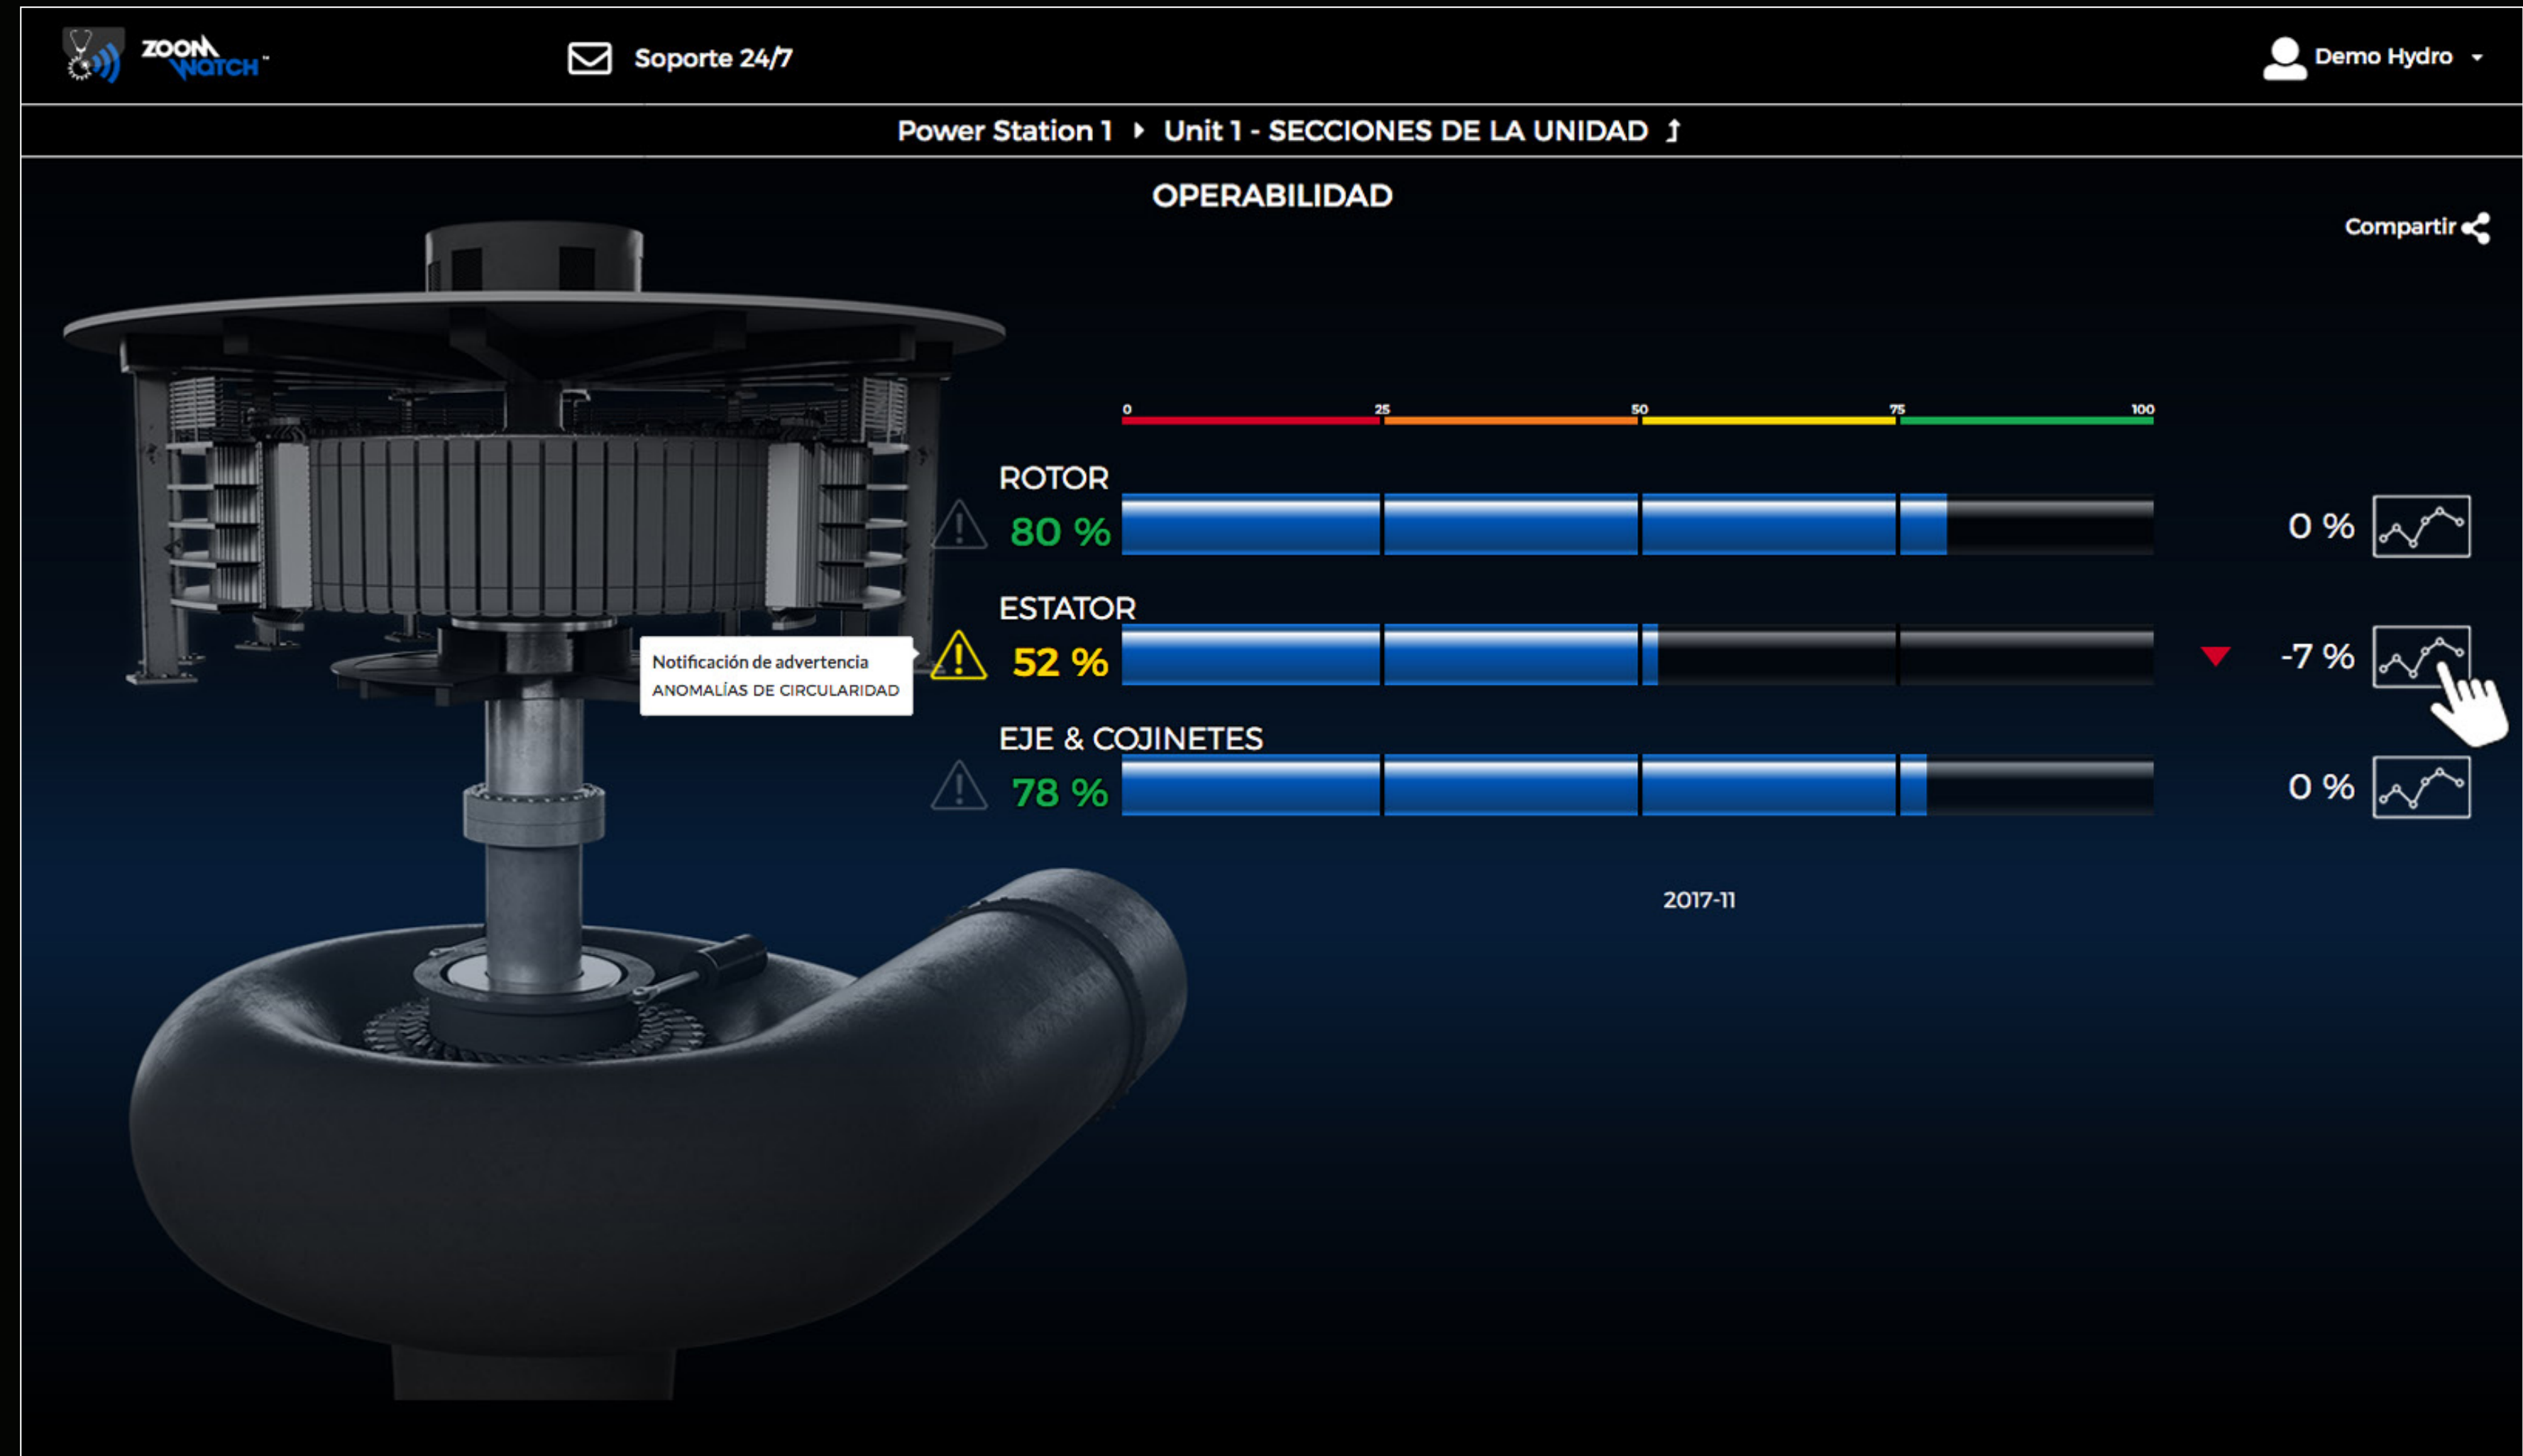 ZOOM
WATCH™
Soporte 24/7
Demo Hydro
Power Station 1 Unit 1 - SECCIONES DE LA UNIDAD
OPERABILIDAD
Compartir
0 25 50 75 100
ROTOR
80 %
0 %
ESTATOR
52 %
-7 %
Notificación de advertencia
ANOMALÍAS DE CIRCULARIDAD
EJE & COJINETES
78 %
0 %
2017-11